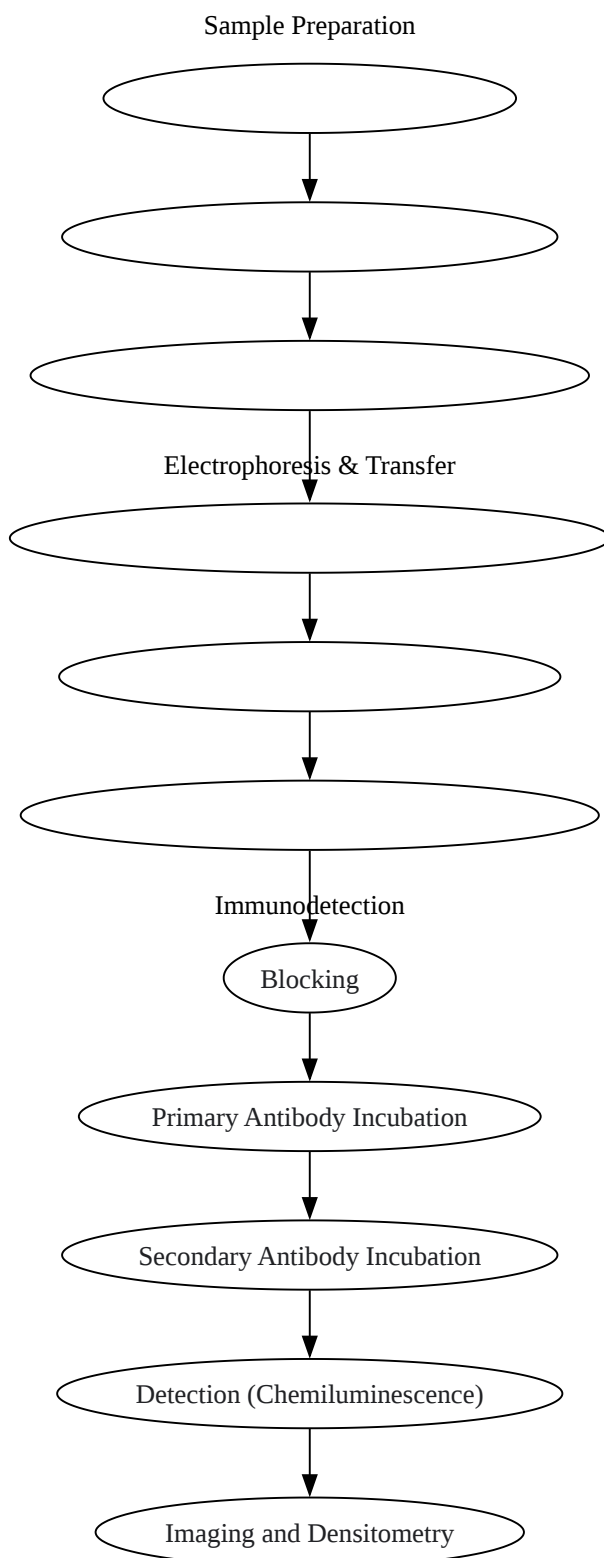 Sample Preparation
Electrophoresis & Transfer
Immunodetection
Blocking
Primary Antibody Incubation
Secondary Antibody Incubation
Detection (Chemiluminescence)
Imaging and Densitometry